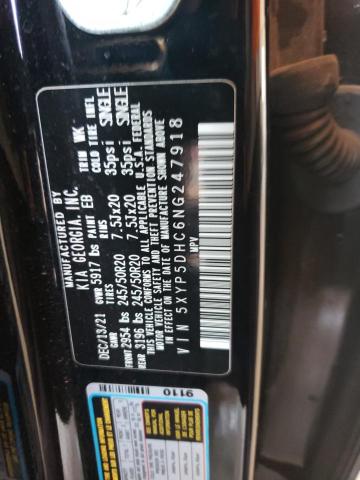 MANUFACTURED BY
KIA GEORGIA, INC.
DEC/13/21 GVWR 5917 lbs PAINT EB TRIM WK
GAWR TIRES RIMS COLD TIRE INFL
FRONT 2954 lbs 245/50R20 7.5Jx20 35psi SINGLE
REAR 3196 lbs 245/50R20 7.5Jx20 35psi SINGLE
THIS VEHICLE CONFORMS TO ALL APPLICABLE U.S.A. FEDERAL
MOTOR VEHICLE SAFETY AND THEFT PREVENTION STANDARDS
IN EFFECT ON THE DATE OF MANUFACTURE SHOWN ABOVE
VIN 5XYP5DHC6NG247918
MPV
9110